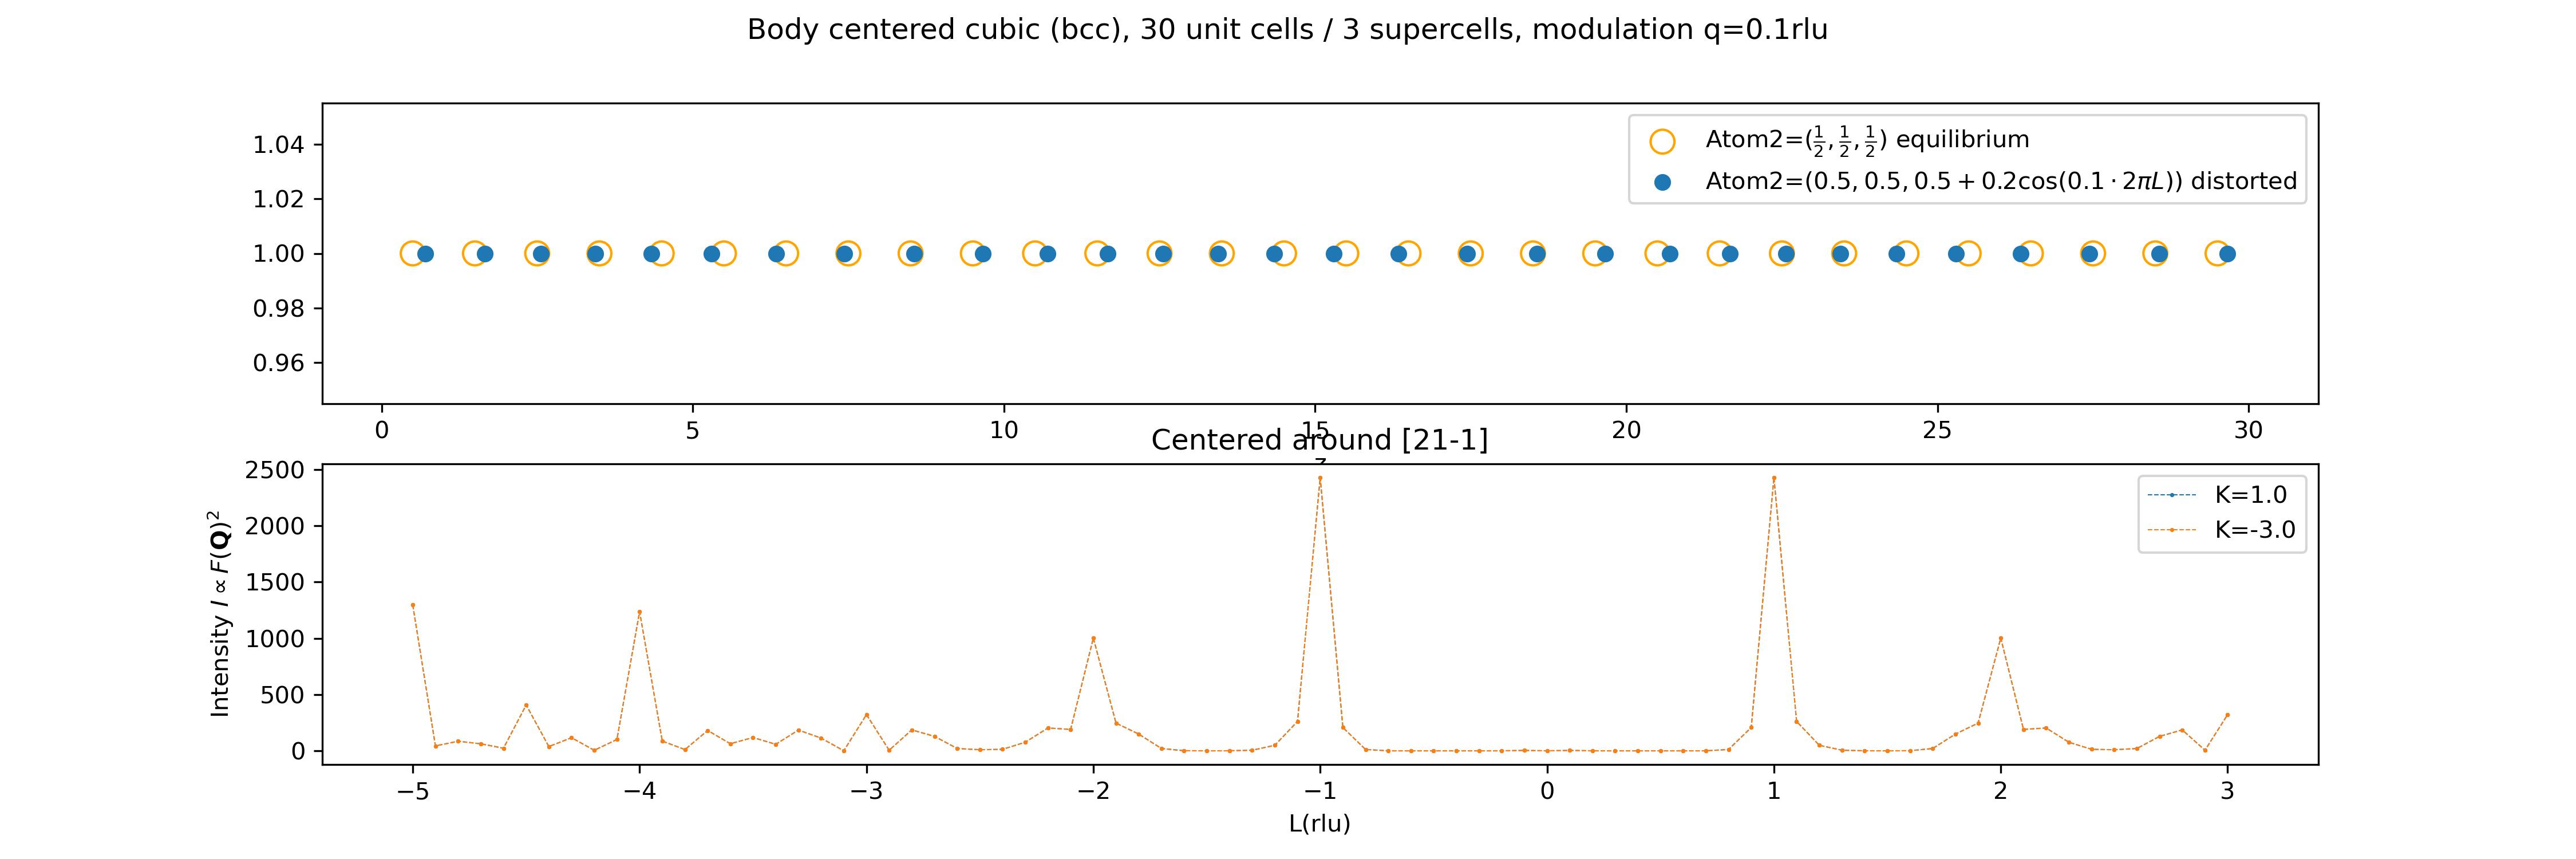 Body centered cubic (bcc), 30 unit cells / 3 supercells, modulation q=0.1rlu
1.04
1.02
1.00
0.98
0.96
Atom2=(1/2, 1/2, 1/2) equilibrium
Atom2=(0.5, 0.5, 0.5 + 0.2cos(0.1 · 2πL)) distorted
0 5 10 15 20 25 30
z
Centered around [21-1]
2500
2000
1500
1000
500
0
Intensity I ∝ F(Q)²
K=1.0
K=-3.0
−5 −4 −3 −2 −1 0 1 2 3
L(rlu)